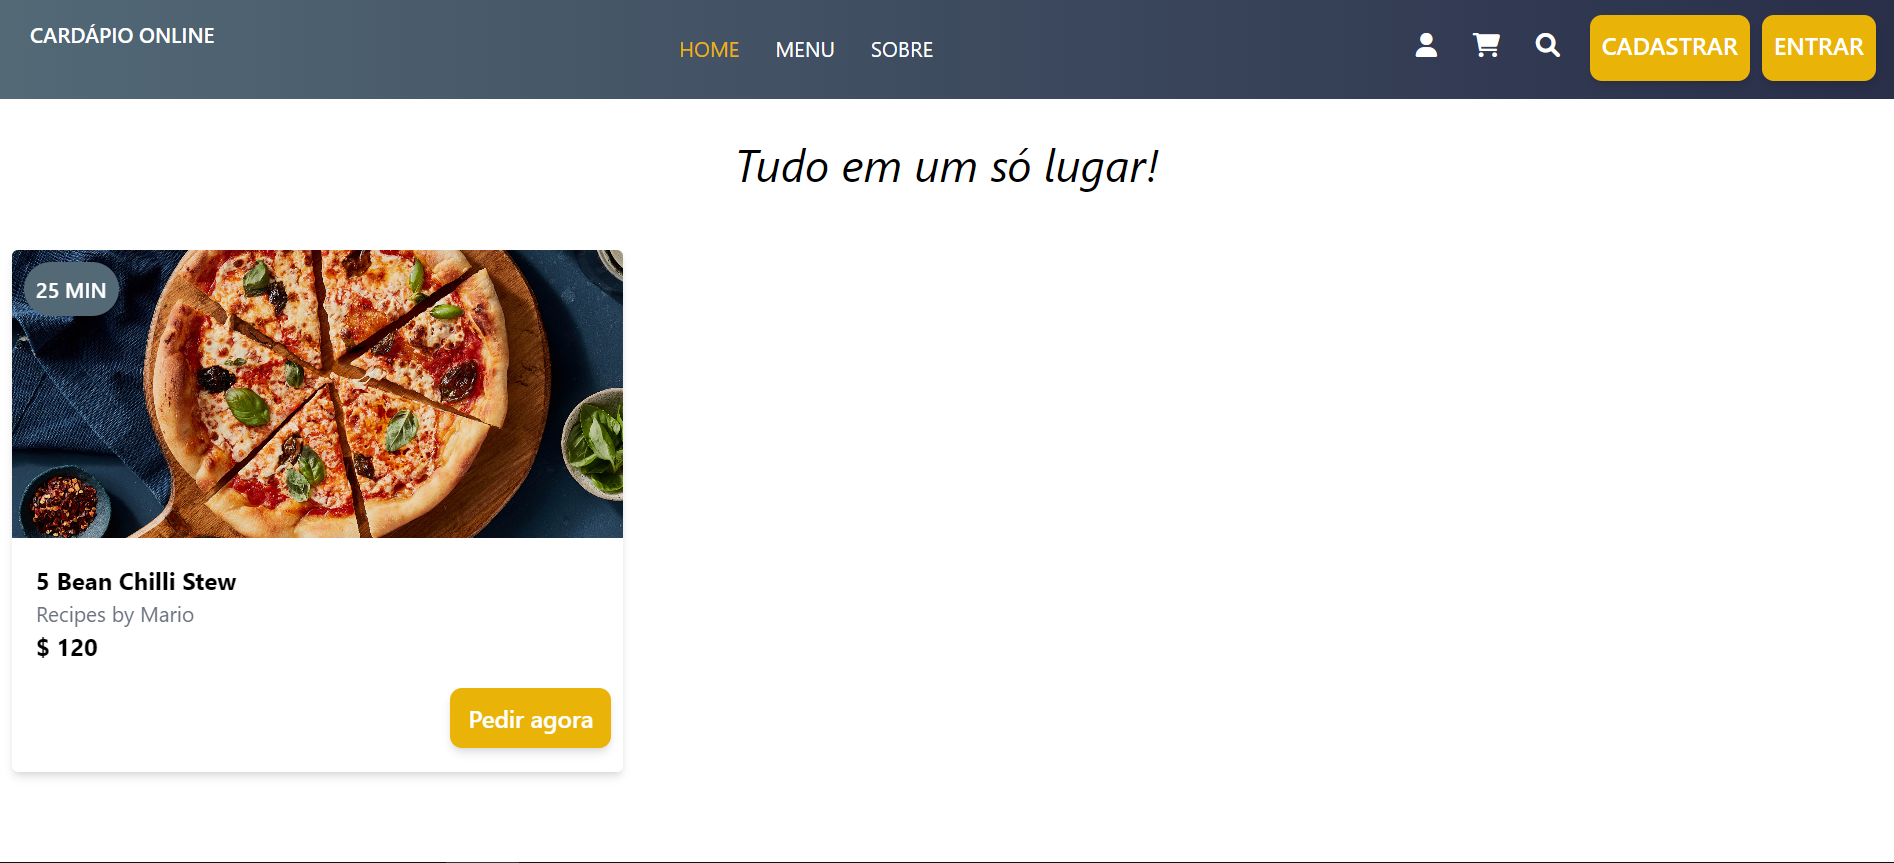 CARDÁPIO ONLINE
HOME MENU SOBRE
CADASTRAR ENTRAR
Tudo em um só lugar!
25 MIN
5 Bean Chilli Stew
Recipes by Mario
$ 120
Pedir agora